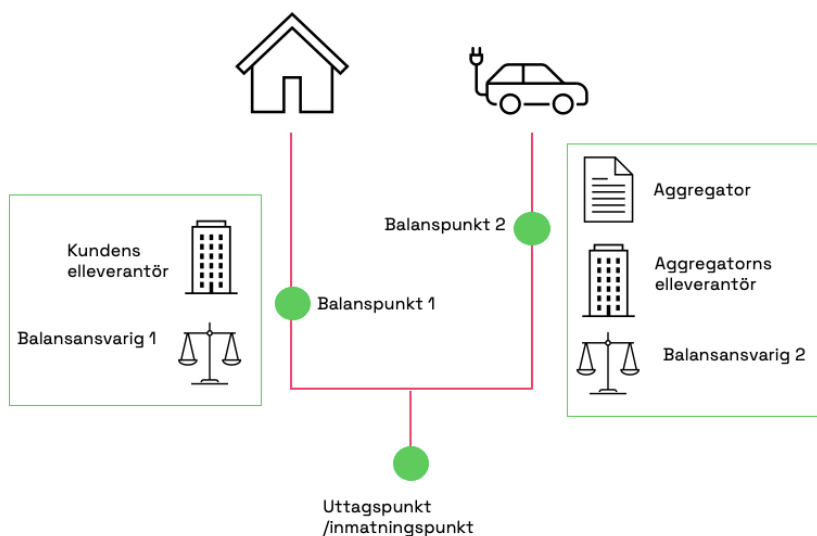 Balanspunkt 2
Aggregator
Kundens
elleverantör
Aggregatorns
elleverantör
Balanspunkt 1
Balansansvarig 1
Balansansvarig 2
Uttagspunkt
/inmatningspunkt